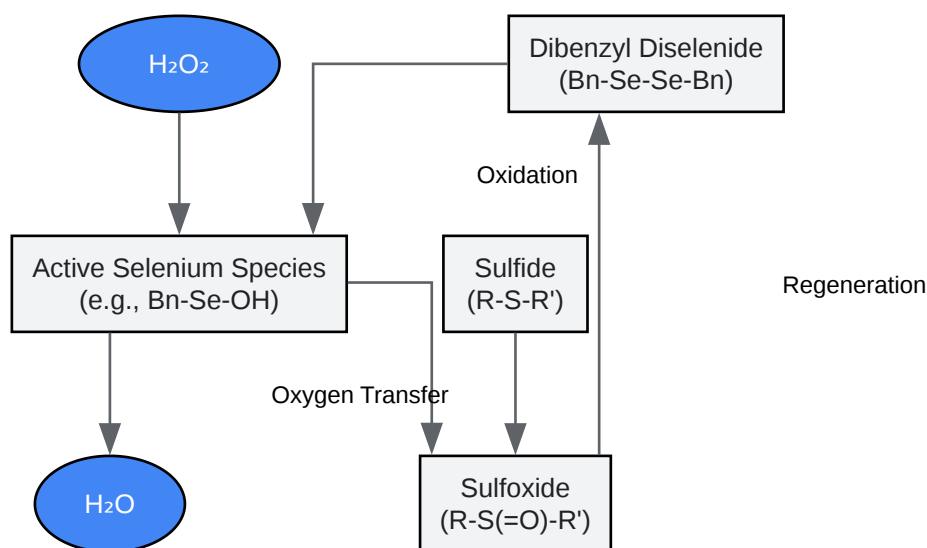 H₂O₂
Dibenzyl Diselenide
(Bn-Se-Se-Bn)
Oxidation
Active Selenium Species
(e.g., Bn-Se-OH)
Sulfide
(R-S-R')
Regeneration
Oxygen Transfer
H₂O
Sulfoxide
(R-S(=O)-R')